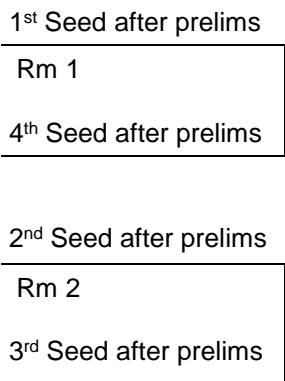 1st Seed after prelims
Rm 1
4th Seed after prelims
2nd Seed after prelims
Rm 2
3rd Seed after prelims